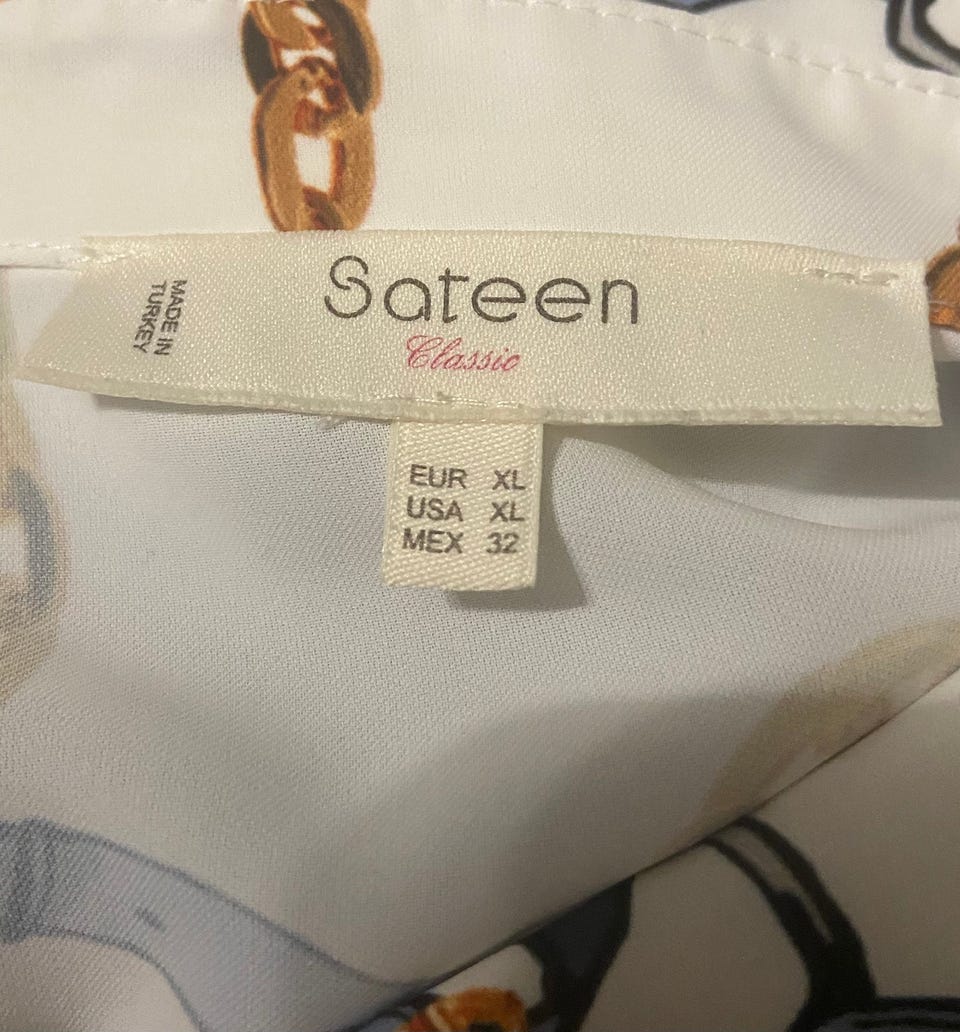 MADE IN
TURKEY
Sateen
Classic
EUR XL
USA XL
MEX 32